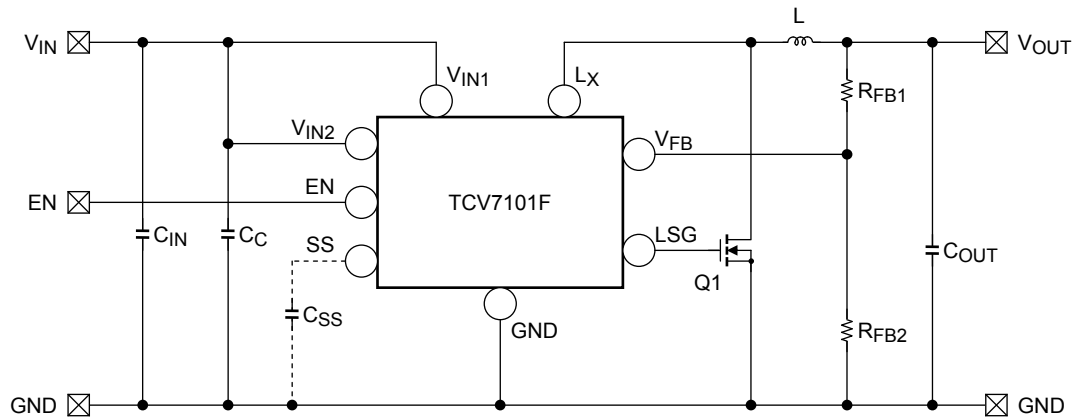 L
VIN
VOUT
VIN1
LX
RFB1
VIN2
VFB
EN
EN
TCV7101F
CIN
CC
SS
LSG
COUT
Q1
CSS
GND
RFB2
GND
GND